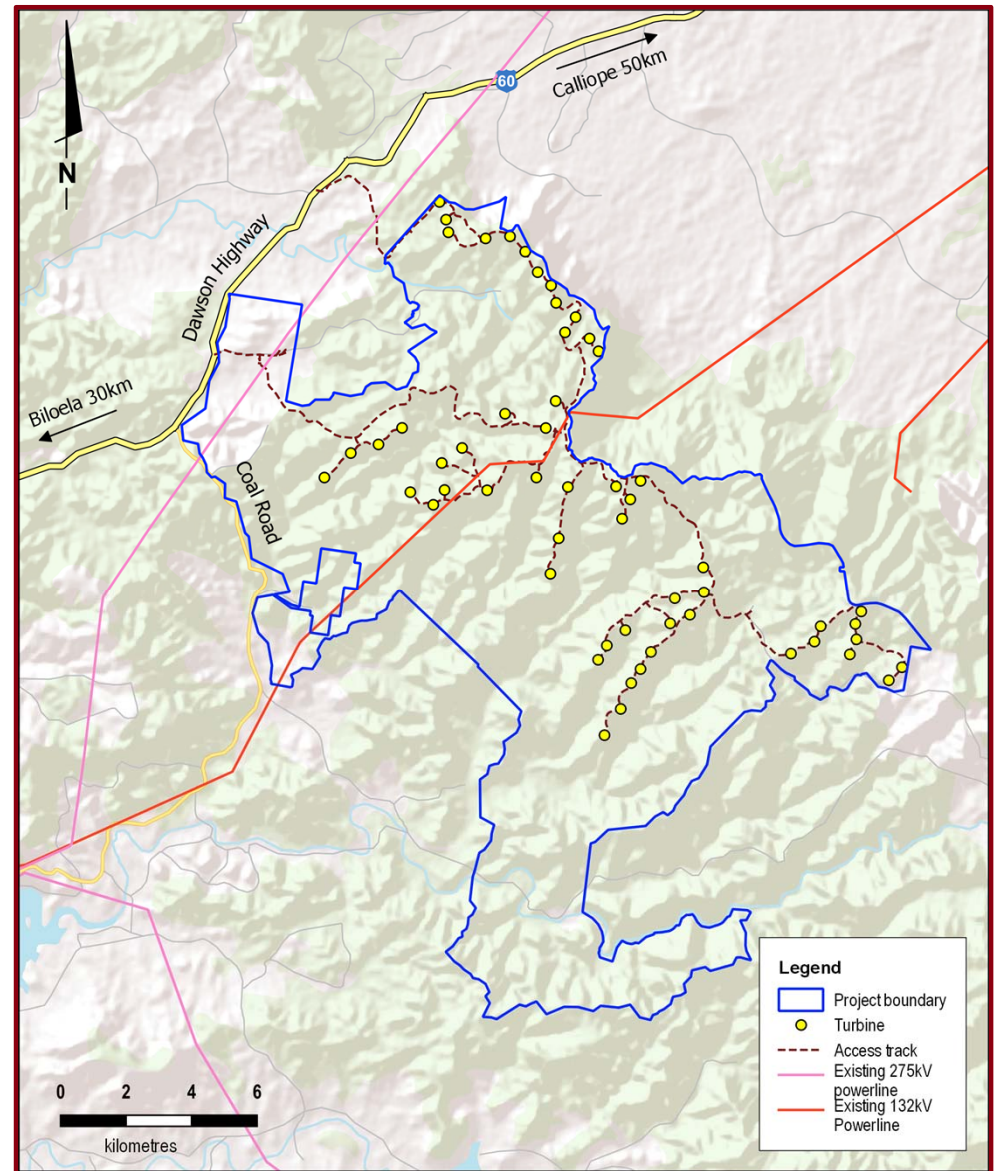 60
Calliope 50km
N
Dawson Highway
Biloela 30km
Coal Road
Legend
Project boundary
Turbine
Access track
Existing 275kV
powerline
Existing 132kV
Powerline
0 2 4 6
kilometres